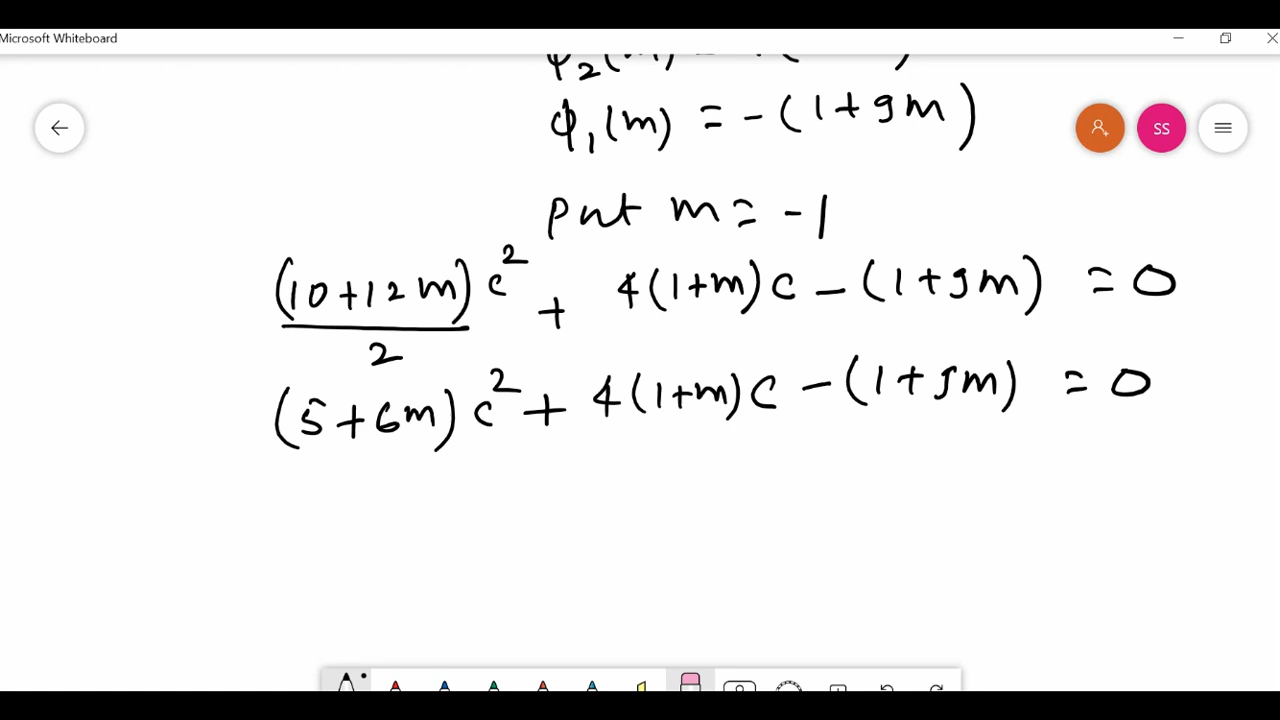 Microsoft Whiteboard
φ₁(m) = -(1+9m)
SS
put m = -1
(10+12m)/2 c² + 4(1+m)c - (1+9m) = 0
(5+6m)c² + 4(1+m)c - (1+9m) = 0